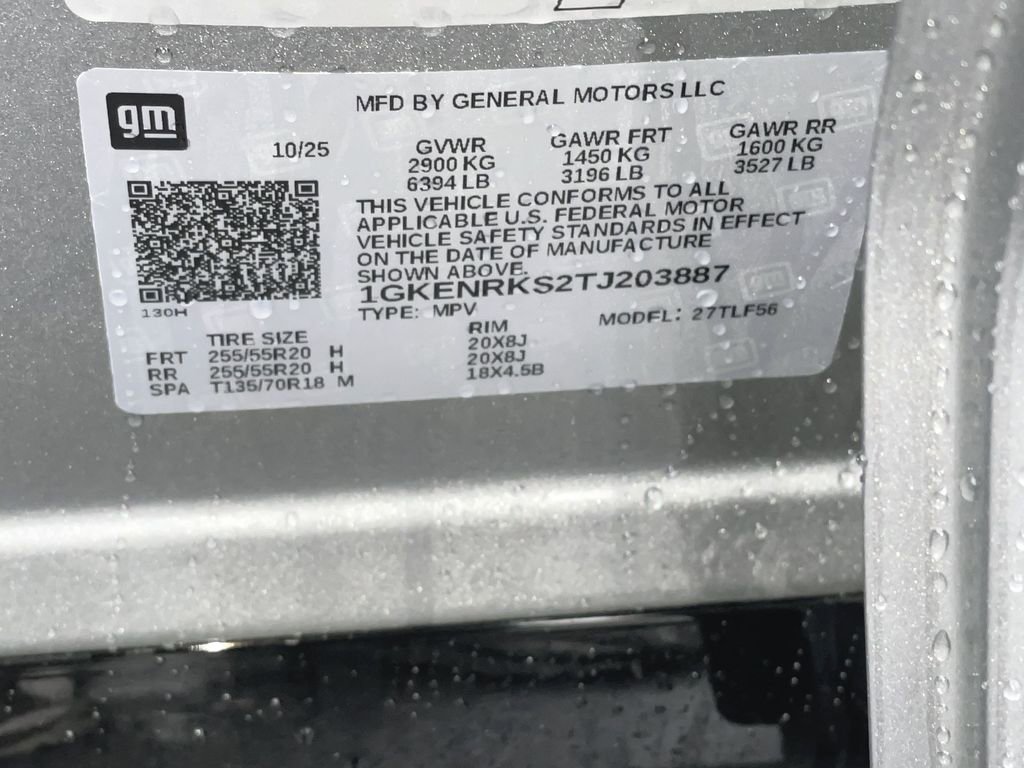 gm
MFD BY GENERAL MOTORS LLC
10/25
GVWR
2900 KG
6394 LB
GAWR FRT
1450 KG
3196 LB
GAWR RR
1600 KG
3527 LB
THIS VEHICLE CONFORMS TO ALL
APPLICABLE U.S. FEDERAL MOTOR
VEHICLE SAFETY STANDARDS IN EFFECT
ON THE DATE OF MANUFACTURE
SHOWN ABOVE.
1GKENRKS2TJ203887
TYPE: MPV
MODEL: 27TLF56
130H
TIRE SIZE
RIM
FRT 255/55R20 H 20X8J
RR 255/55R20 H 20X8J
SPA T135/70R18 M 18X4.5B